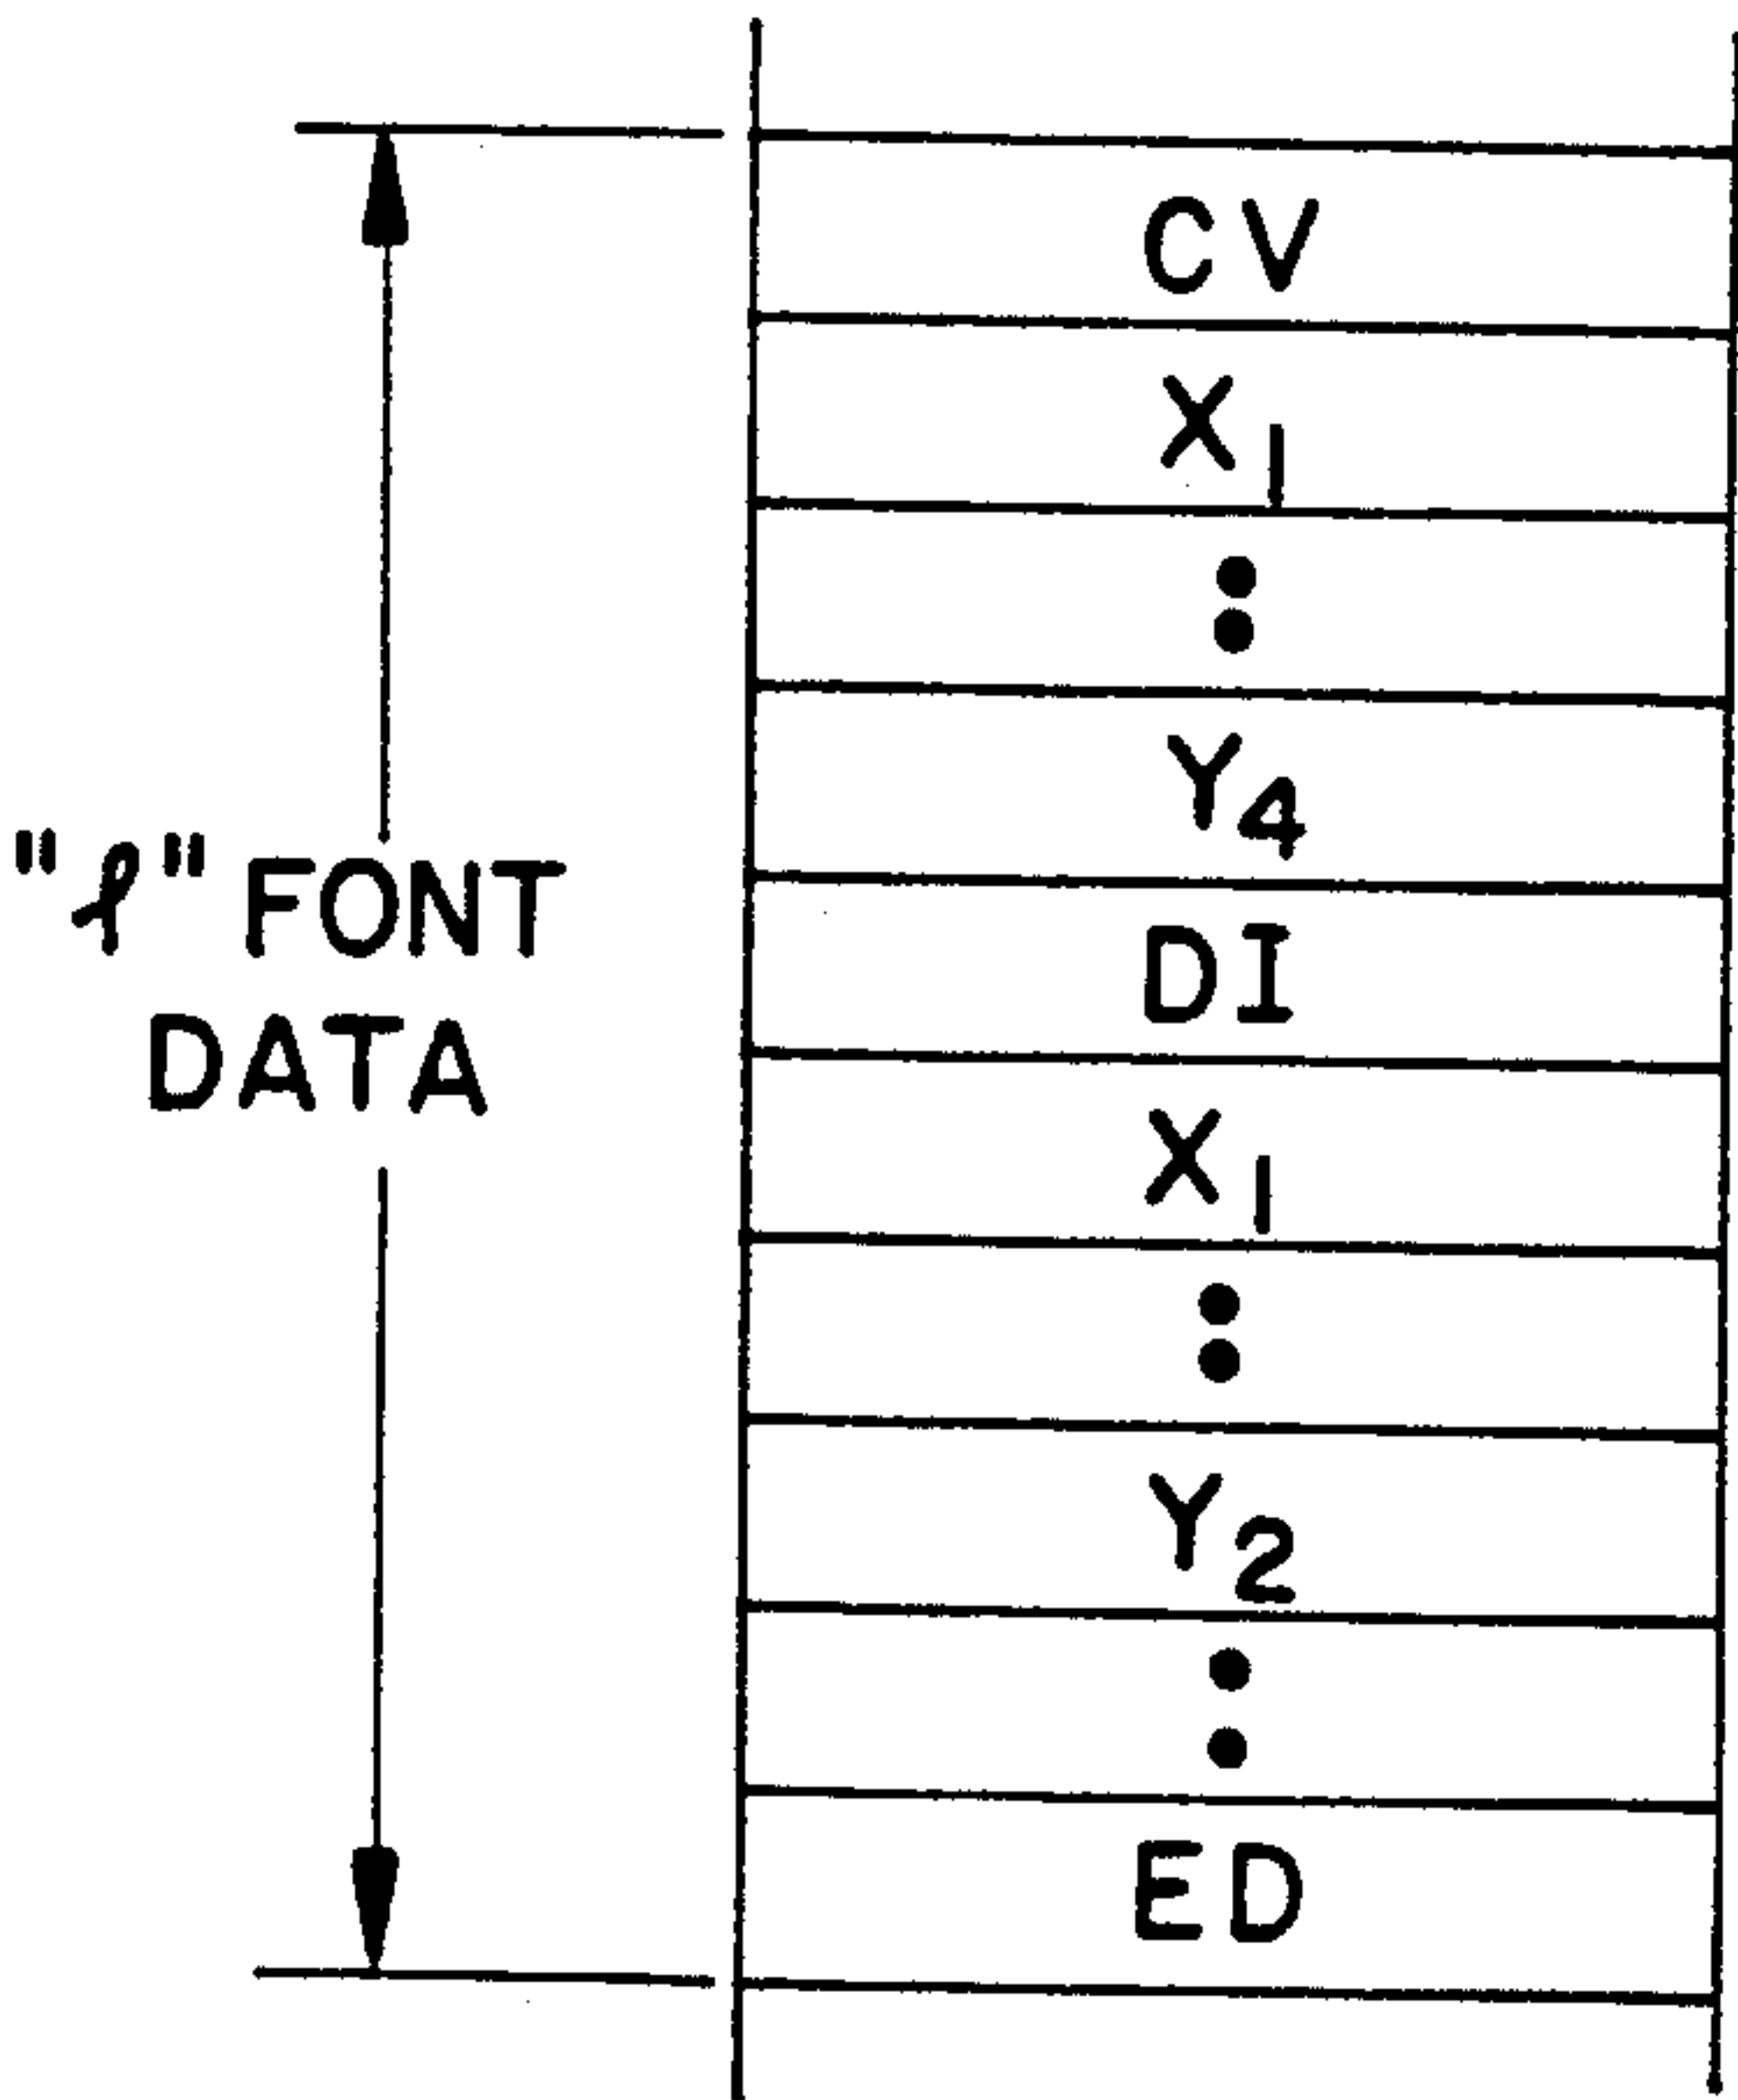 CV
X₁
Y₄
DI
X₁
Y₂
ED
"ℓ" FONT
DATA